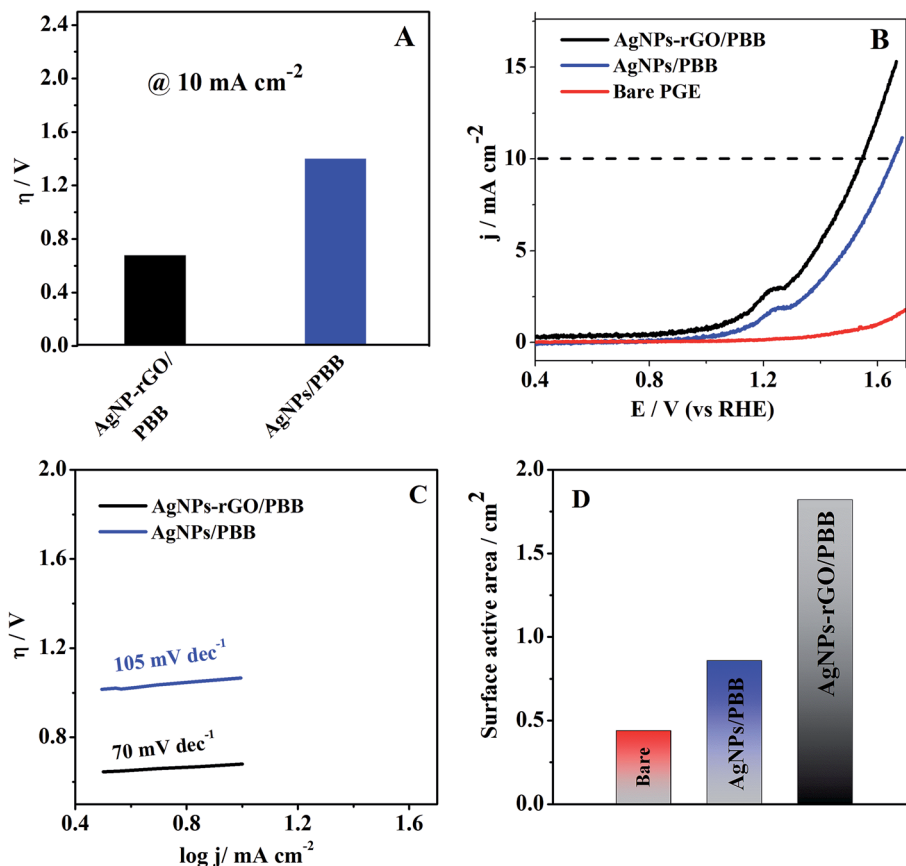 A
@ 10 mA cm⁻²
η / V
2.4
2.0
1.6
1.2
0.8
0.4
0.0
AgNP-rGO/
PBB
AgNPs/PBB
B
AgNPs-rGO/PBB
AgNPs/PBB
Bare PGE
j / mA cm⁻²
15
10
5
0
0.4 0.8 1.2 1.6
E / V (vs RHE)
C
AgNPs-rGO/PBB
AgNPs/PBB
η / V
2.0
1.6
1.2
0.8
105 mV dec⁻¹
70 mV dec⁻¹
0.4 0.8 1.2 1.6
log j/ mA cm⁻²
D
Surface active area / cm²
2.0
1.5
1.0
0.5
0.0
Bare
AgNPs/PBB
AgNPs-rGO/PBB